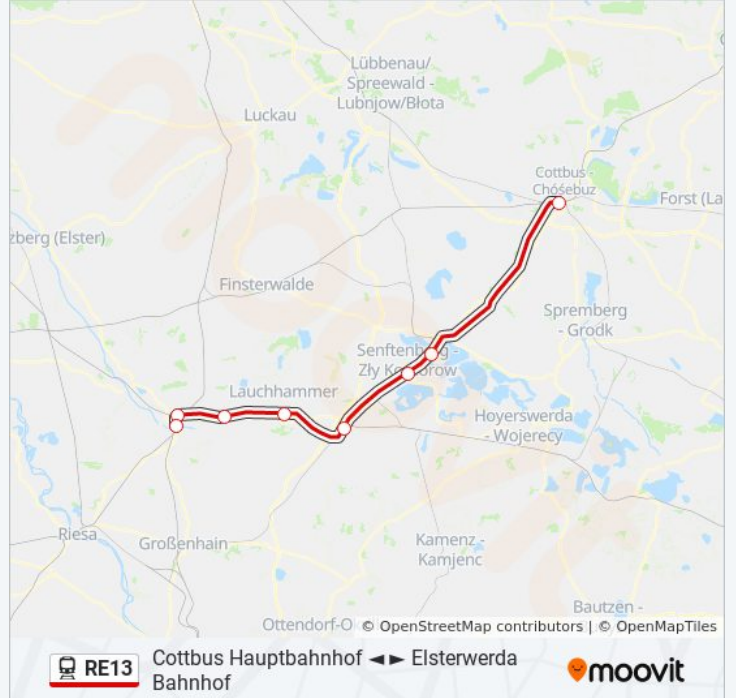 Lübbenau/
Spreewald -
Lubnjow/Błota
Luckau
Cottbus -
Chóśebuz
Forst (La
zberg (Elster)
Finsterwalde
Spremberg
- Grodk
Senftenberg -
Zły Komorow
Lauchhammer
Hoyerswerda
- Wojerecy
Riesa
Großenhain
Kamenz -
Kamjenc
Bautzen -
Ottendorf-O
© OpenStreetMap contributors | © OpenMapTiles
RE13
Cottbus Hauptbahnhof ◄► Elsterwerda
Bahnhof
moovit